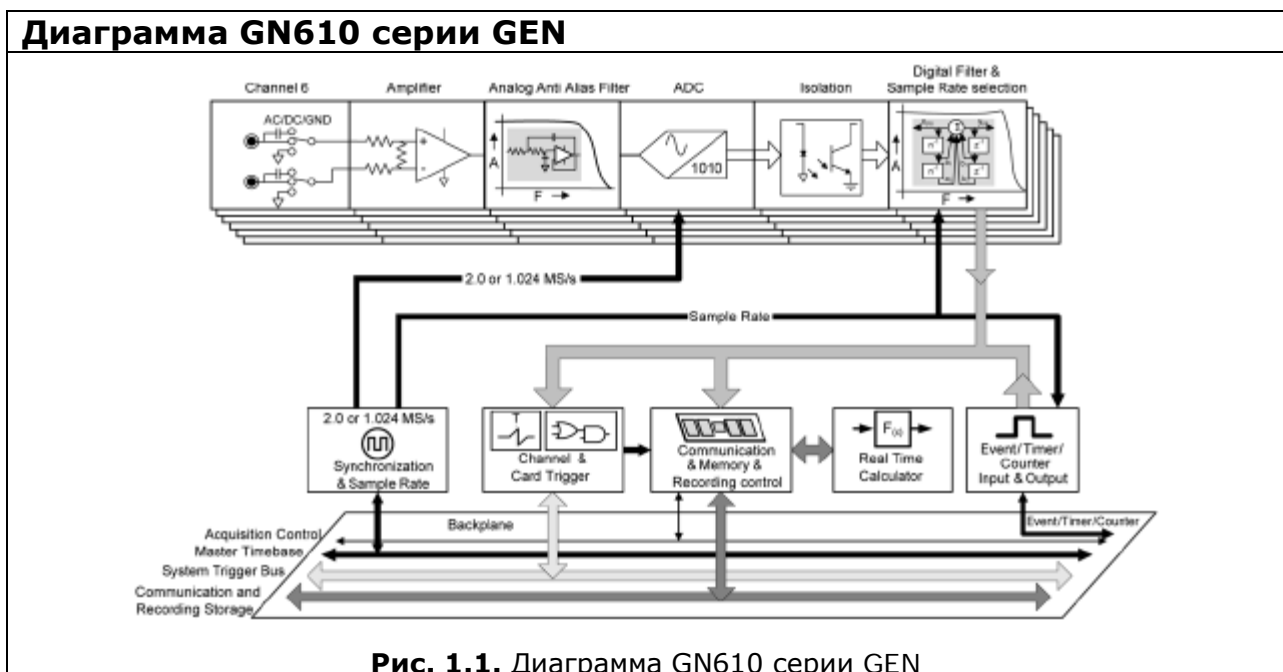 Диаграмма GN610 серии GEN
Channel 6
Amplifier
Analog Anti Alias Filter
ADC
Isolation
Digital Filter &
Sample Rate selection
AC/DC/GND
A
F
1010
A
F
2.0 or 1.024 MS/s
Sample Rate
2.0 or 1.024 MS/s
Synchronization
& Sample Rate
T
Channel &
Card Trigger
Communication
& Memory &
Recording control
F(x)
Real Time
Calculator
Event/Timer/
Counter
Input & Output
Backplane
Event/Timer/Counter
Acquisition Control
Master Timebase
System Trigger Bus
Communication and
Recording Storage
Рис. 1.1. Диаграмма GN610 серии GEN